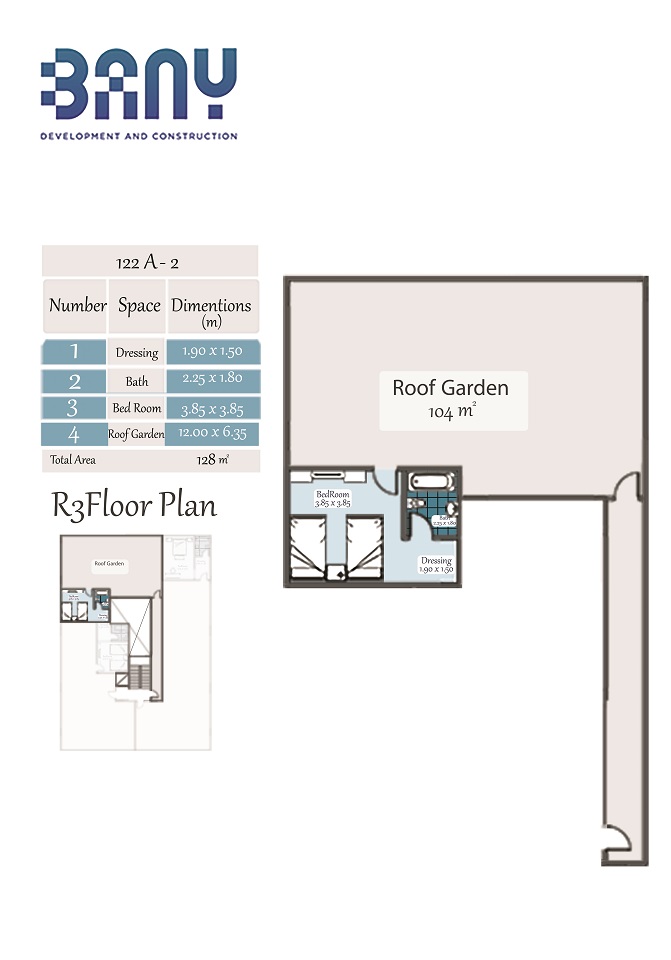 BANY
DEVELOPMENT AND CONSTRUCTION
122 A - 2
Number Space Dimentions (m)
1 Dressing 1.90 x 1.50
2 Bath 2.25 x 1.80
3 Bed Room 3.85 x 3.85
4 Roof Garden 12.00 x 6.35
Total Area 128 m²
R3Floor Plan
Roof Garden
Roof Garden
104 m²
BedRoom
3.85 x 3.85
Bath
2.25 x 1.80
Dressing
1.90 x 1.50